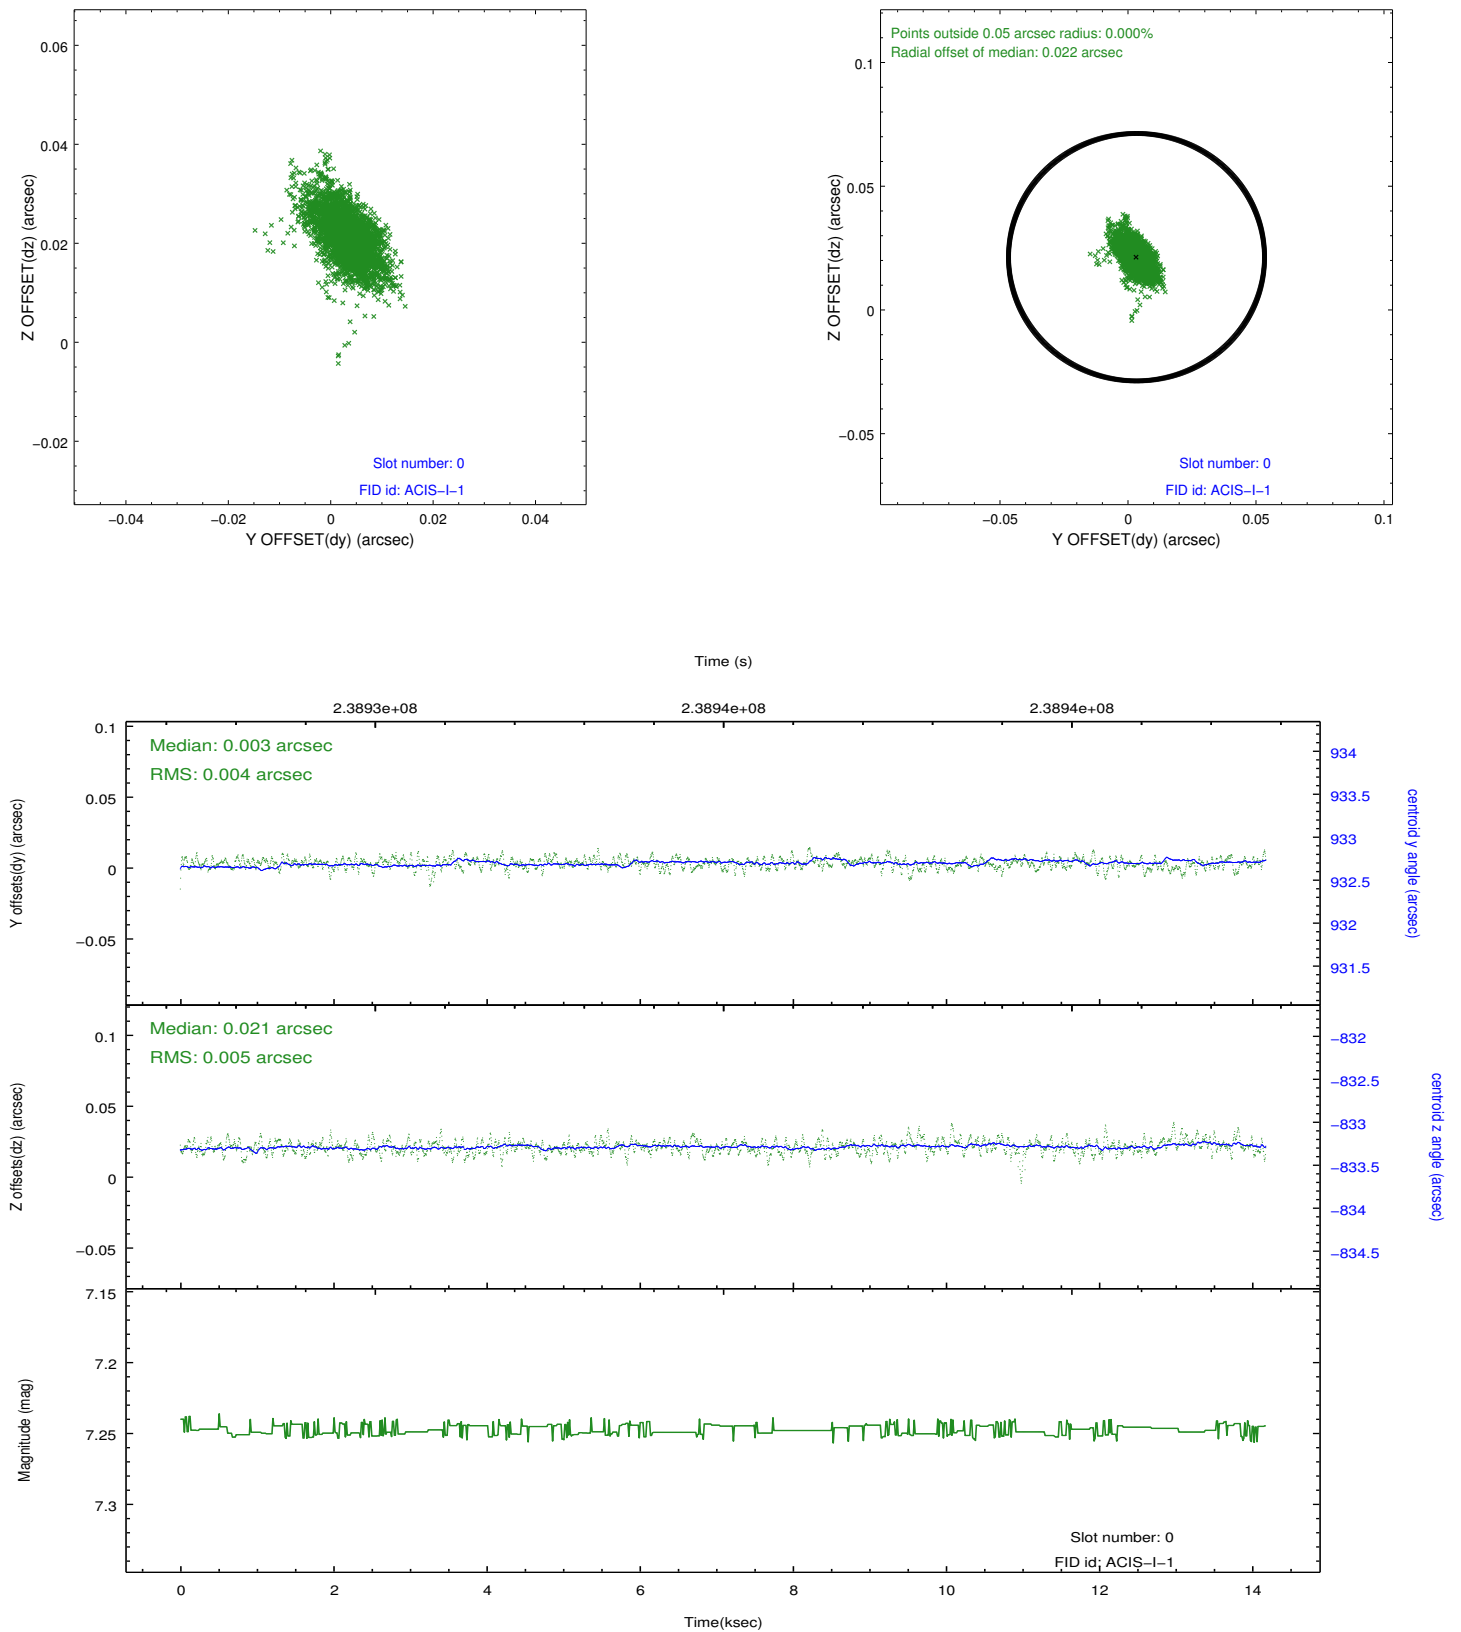 0.06
0.04
0.02
0
−0.02
Z OFFSET(dz) (arcsec)
Slot number: 0
FID id: ACIS−I−1
−0.04
−0.02
0
0.02
0.04
Y OFFSET(dy) (arcsec)
Points outside 0.05 arcsec radius: 0.000%
Radial offset of median: 0.022 arcsec
0.1
0.05
0
−0.05
Z OFFSET(dz) (arcsec)
Slot number: 0
FID id: ACIS−I−1
−0.05
0
0.05
0.1
Y OFFSET(dy) (arcsec)
Time (s)
2.3893e+08
2.3894e+08
2.3894e+08
Median: 0.003 arcsec
RMS: 0.004 arcsec
0.1
0.05
0
−0.05
Y offsets(dy) (arcsec)
934
933.5
933
932.5
932
931.5
centroid y angle (arcsec)
Median: 0.021 arcsec
RMS: 0.005 arcsec
0.1
0.05
0
−0.05
Z offsets(dz) (arcsec)
−832
−832.5
−833
−833.5
−834
−834.5
centroid z angle (arcsec)
7.15
7.2
7.25
7.3
Magnitude (mag)
Slot number: 0
FID id: ACIS−I−1
0
2
4
6
8
10
12
14
Time(ksec)